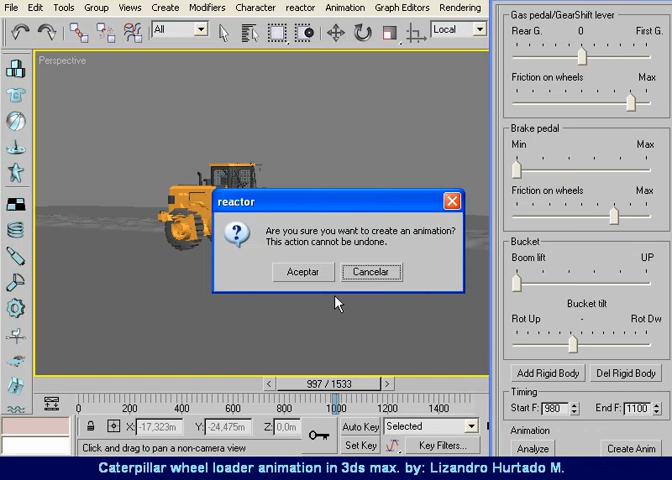 File Edit Tools Group Views Create Modifiers Character reactor Animation Graph Editors Rendering
All
Local
Perspective
reactor
Are you sure you want to create an animation?
This action cannot be undone.
Aceptar Cancelar
997 / 1533
0 200 400 600 800 1000 1200 1400
X: -17,323m Y: -24,475m Z: 0,0m
Auto Key Selected
Set Key Key Filters...
Click and drag to pan a non-camera view
Gas pedal/GearShift lever
Rear G. 0 First G.
Friction on wheels Max
Brake pedal
Min Max
Friction on wheels Max
Bucket
Boom lift UP
Bucket tilt
Rot Up - Rot Dw
Add Rigid Body Del Rigid Body
Timing
Start F: 980 End F: 1100
Animation
Analyze Create Anim
Caterpillar wheel loader animation in 3ds max. by: Lizandro Hurtado M.